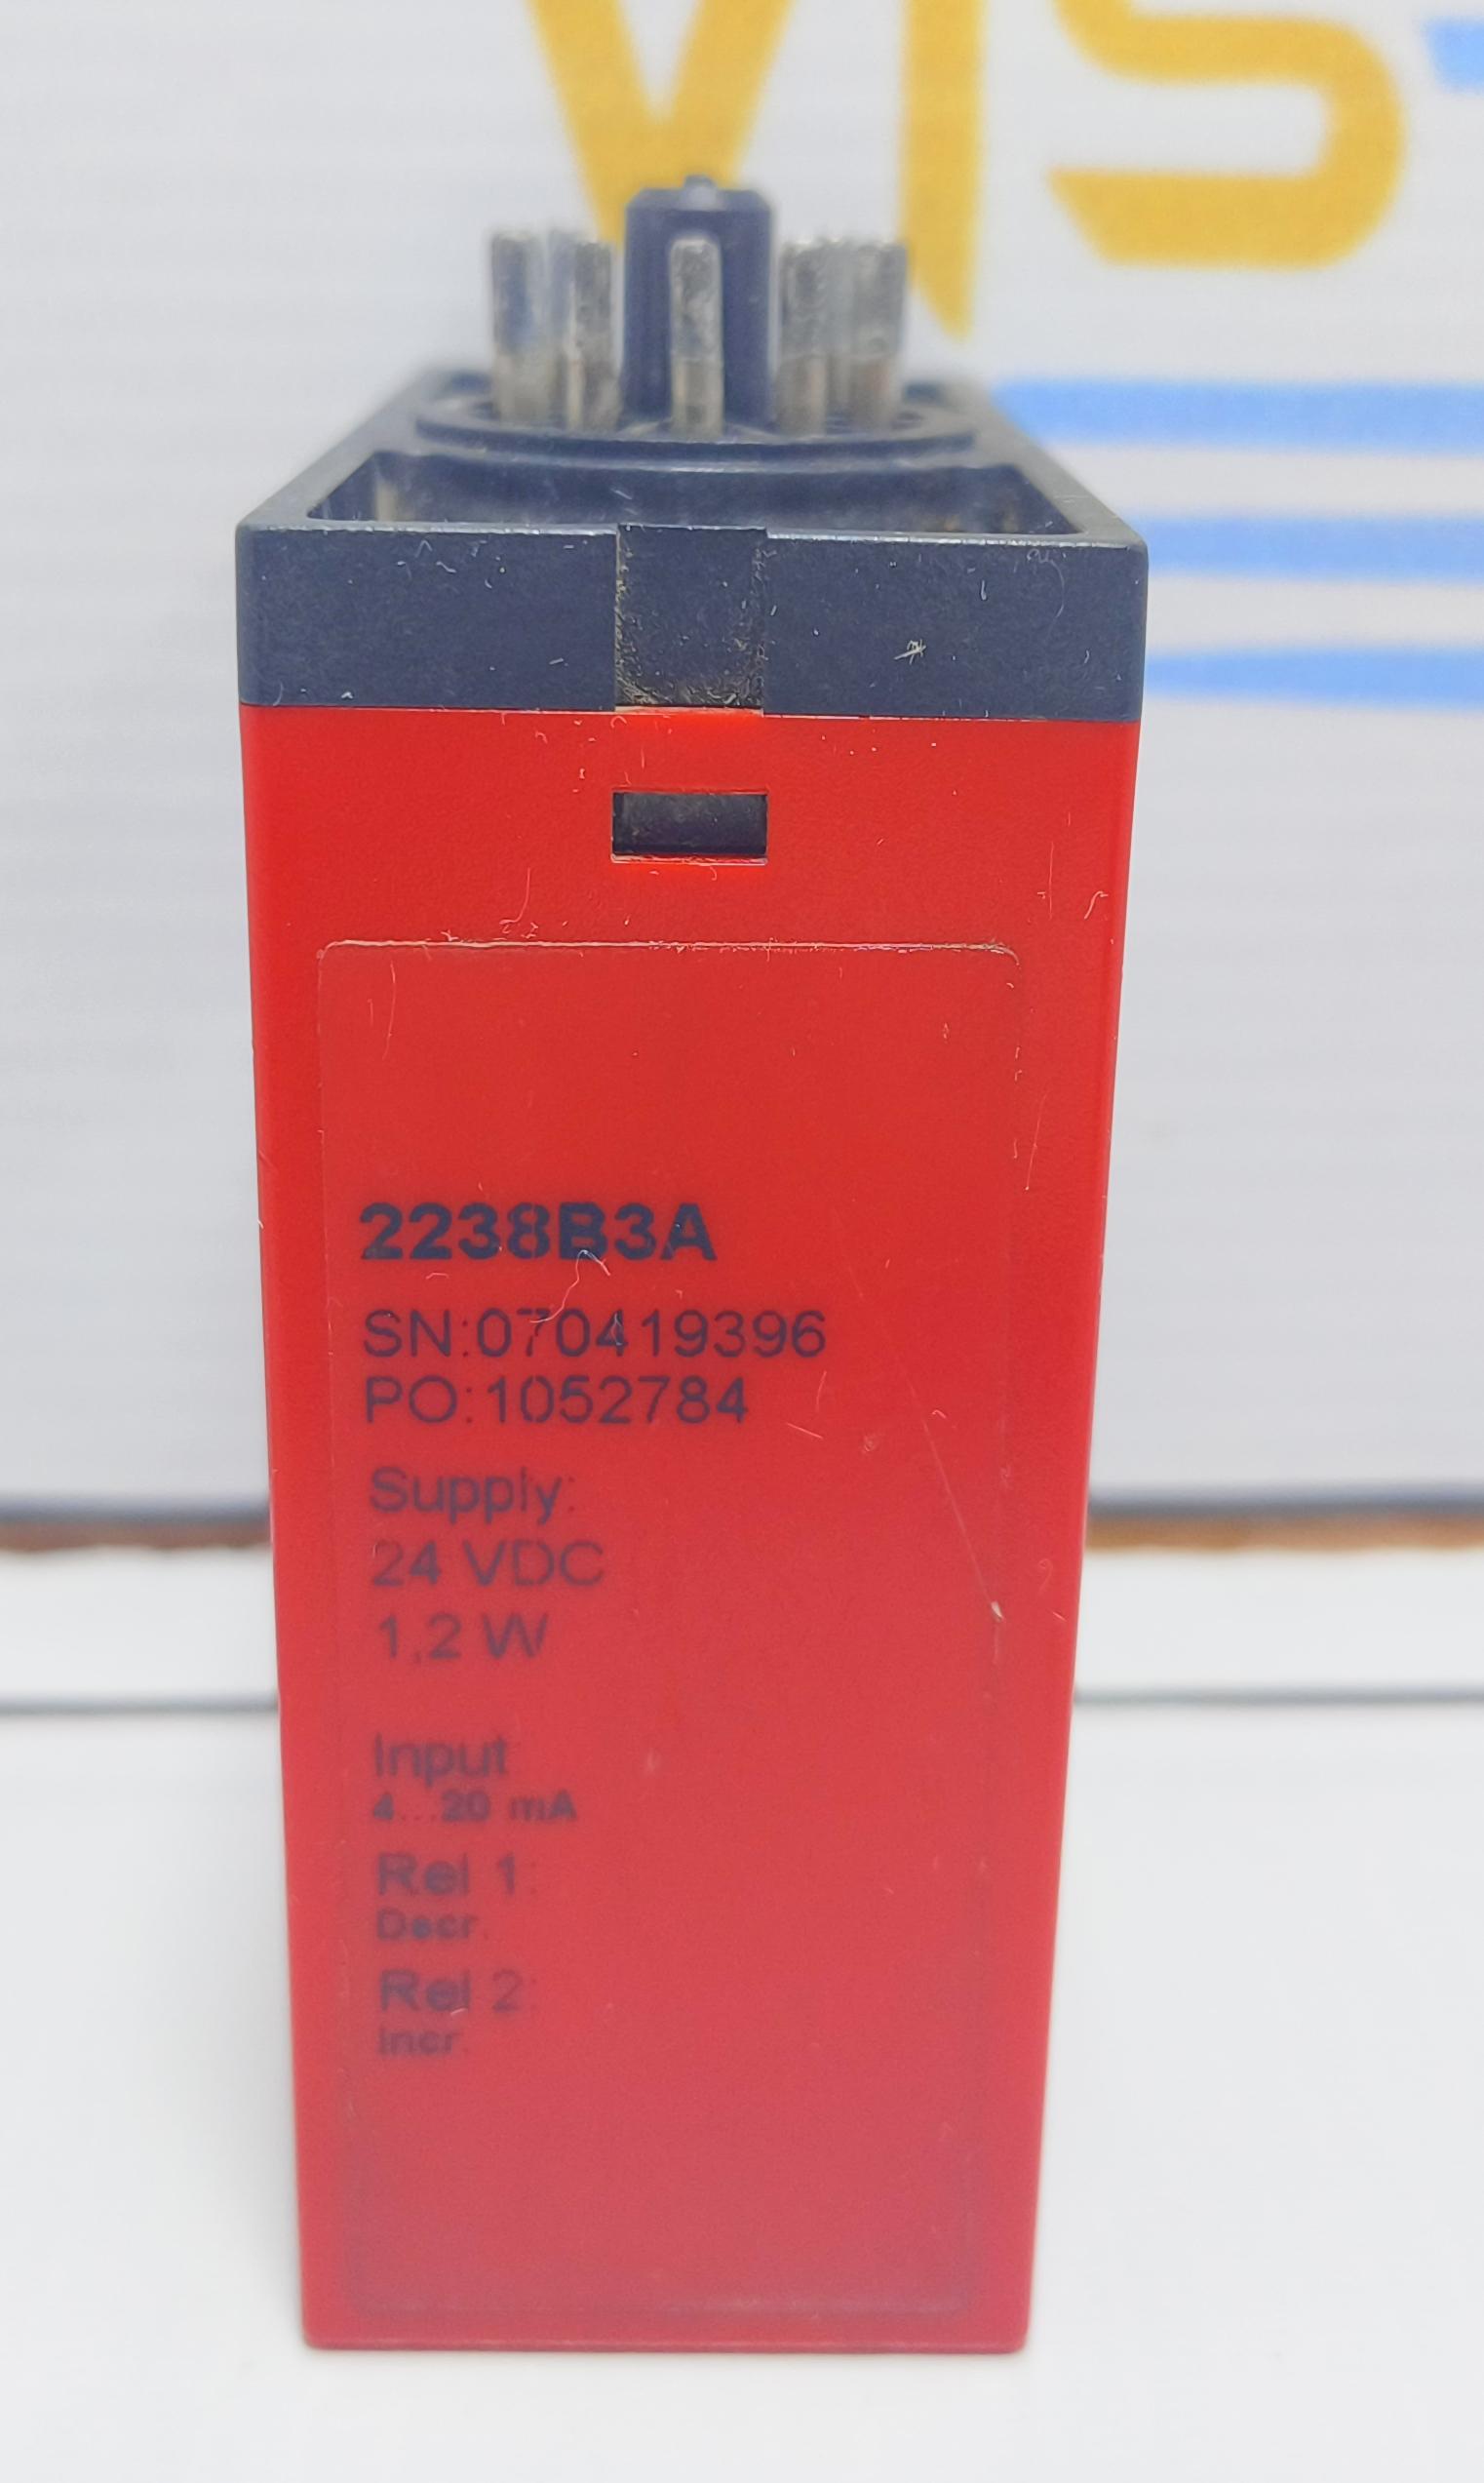 VIS
2238B3A
SN:070419396
PO:1052784
Supply:
24 VDC
1,2 W
Input
4...20 mA
Rel 1:
Decr.
Rel 2:
Incr.